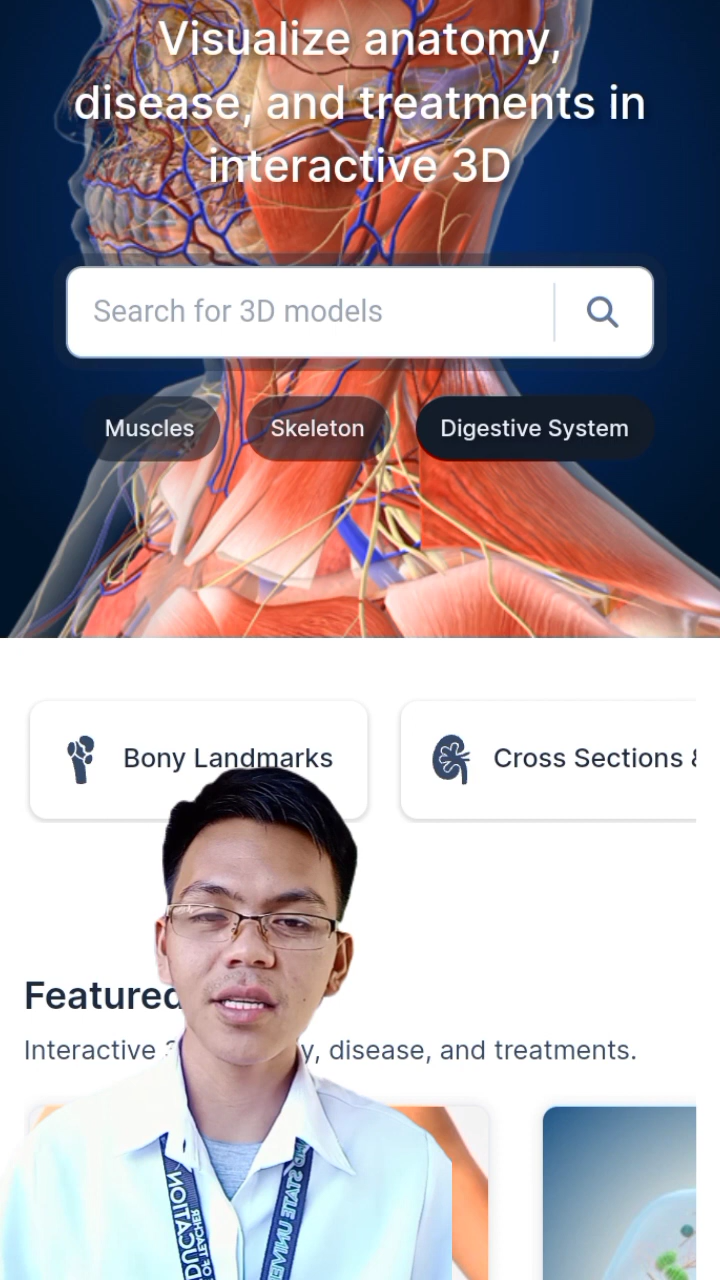 Visualize anatomy,
disease, and treatments in
interactive 3D
Search for 3D models
Muscles
Skeleton
Digestive System
Bony Landmarks
Cross Sections &
Featured
Interactive
y, disease, and treatments.
STATE